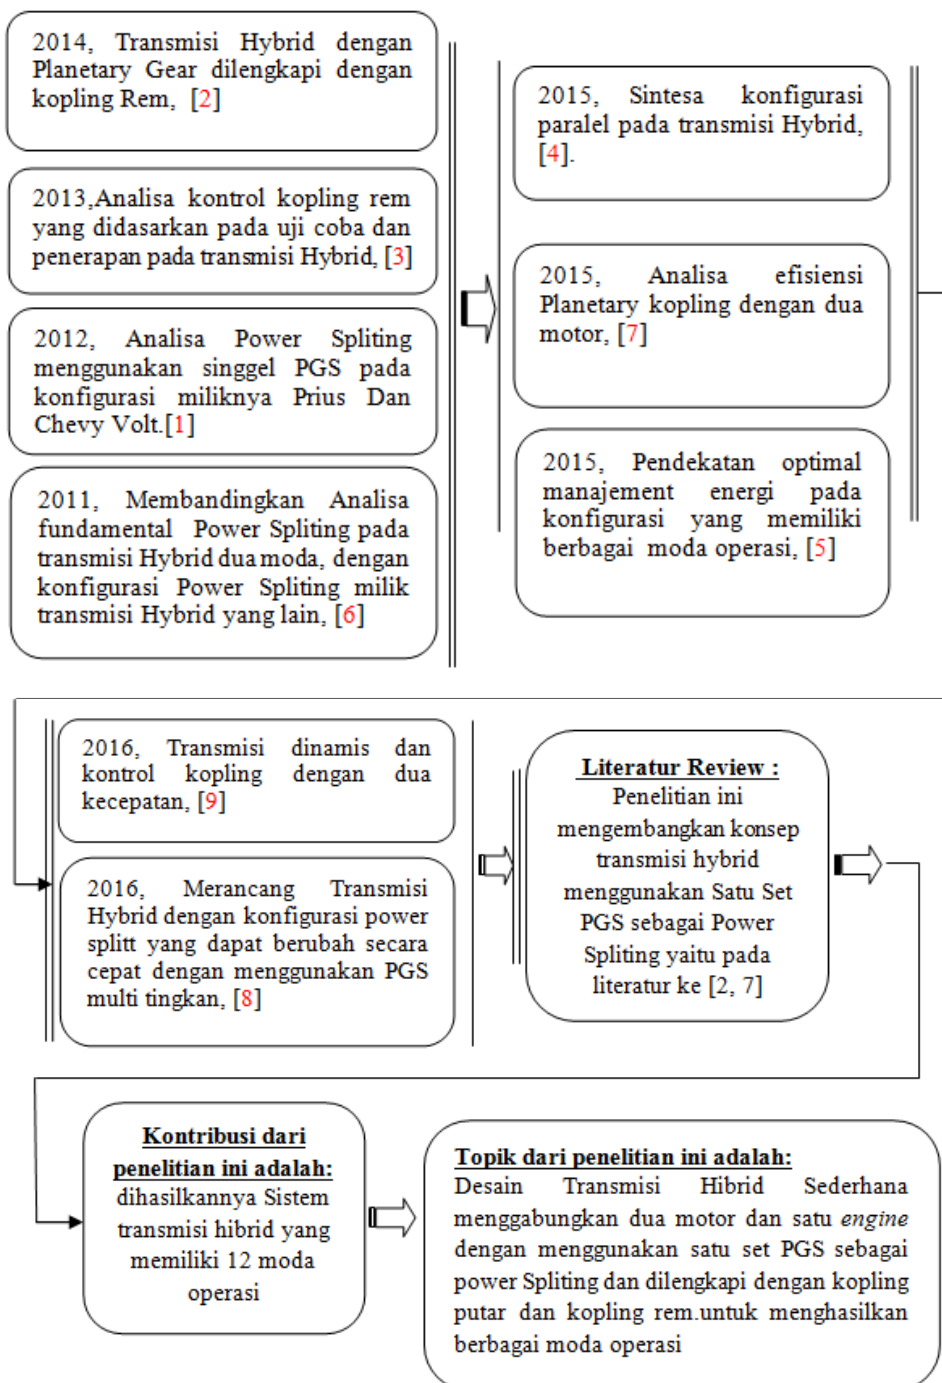 2014, Transmisi Hybrid dengan
Planetary Gear dilengkapi dengan
kopling Rem, [2]
2013,Analisa kontrol kopling rem
yang didasarkan pada uji coba dan
penerapan pada transmisi Hybrid, [3]
2012, Analisa Power Spliting
menggunakan singgel PGS pada
konfigurasi miliknya Prius Dan
Chevy Volt.[1]
2011, Membandingkan Analisa
fundamental Power Spliting pada
transmisi Hybrid dua moda, dengan
konfigurasi Power Spliting milik
transmisi Hybrid yang lain, [6]
2015, Sintesa konfigurasi
paralel pada transmisi Hybrid,
[4].
2015, Analisa efisiensi
Planetary kopling dengan dua
motor, [7]
2015, Pendekatan optimal
manajement energi pada
konfigurasi yang memiliki
berbagai moda operasi, [5]
2016, Transmisi dinamis dan
kontrol kopling dengan dua
kecepatan, [9]
2016, Merancang Transmisi
Hybrid dengan konfigurasi power
splitt yang dapat berubah secara
cepat dengan menggunakan PGS
multi tingkan, [8]
Literatur Review :
Penelitian ini
mengembangkan konsep
transmisi hybrid
menggunakan Satu Set
PGS sebagai Power
Spliting yaitu pada
literatur ke [2, 7]
Kontribusi dari
penelitian ini adalah:
dihasilkannya Sistem
transmisi hibrid yang
memiliki 12 moda
operasi
Topik dari penelitian ini adalah:
Desain Transmisi Hibrid Sederhana
menggabungkan dua motor dan satu engine
dengan menggunakan satu set PGS sebagai
power Spliting dan dilengkapi dengan kopling
putar dan kopling rem.untuk menghasilkan
berbagai moda operasi